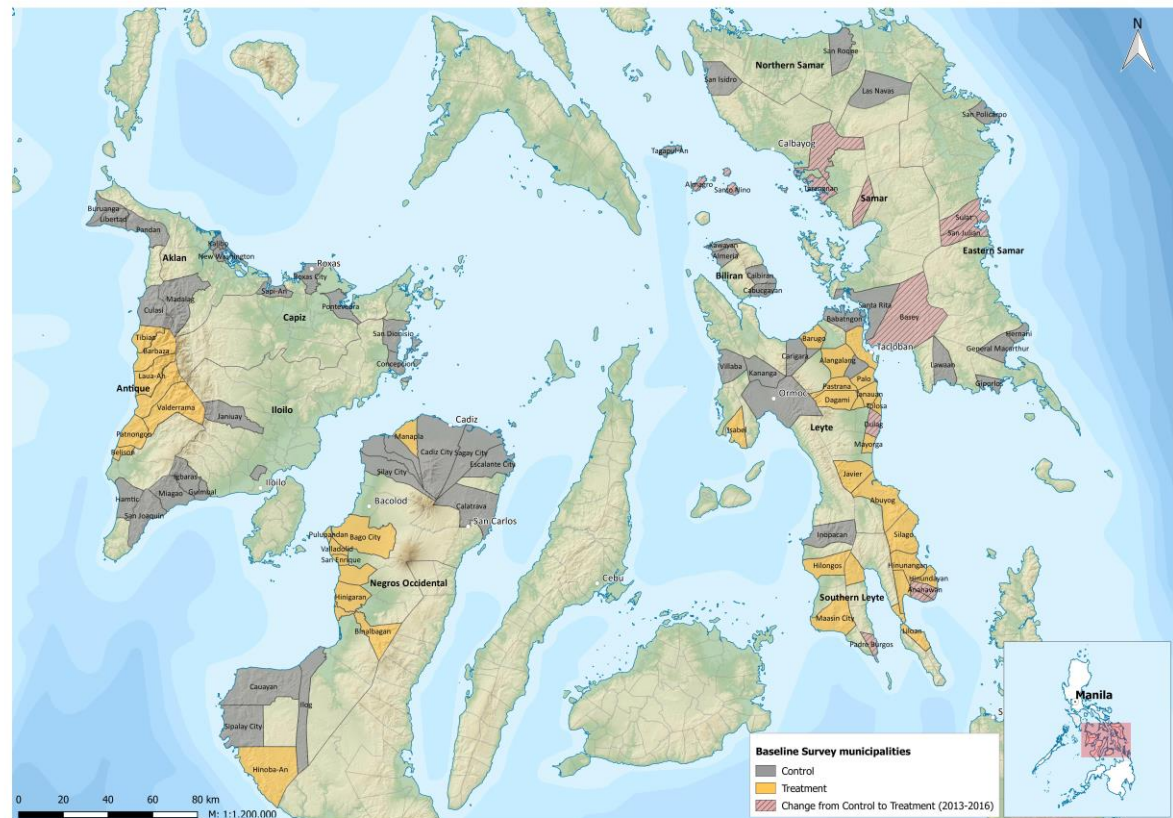 N
San Roque
Northern Samar
San Isidro
Las Navas
San Policarpo
Calbayog
Tagapul-An
Almagro
Santo Nino
Tarangnan
Samar
Sulat
San Julian
Eastern Samar
Buruanga
Libertad
Pandan
Kalibo
New Washington
Aklan
Roxas
Roxas City
Sapi-An
Pontevedra
Madalag
Culasi
Capiz
San Dionisio
Concepcion
Tibiao
Barbaza
Laua-An
Antique
Valderrama
Iloilo
Janiuay
Patnongon
Belison
Igbaras
Hamtic
Miagao
Guimbal
San Joaquin
Iloilo
Kawayan
Almeria
Biliran
Caibiran
Cabucgayan
Santa Rita
Basey
Babatngon
Tacloban
Barugo
Carigara
Alangalang
Villaba
Kananga
Palo
Pastrana
Tanauan
Tolosa
Ormoc
Dagami
Dulag
Isabel
Leyte
Mayorga
Hernani
General Macarthur
Lawaan
Giporlos
Javier
Abuyog
Inopacan
Silago
Hilongos
Hinunangan
Hinundayan
Anahawan
Southern Leyte
Maasin City
Liloan
Padre Burgos
Cadiz
Manapla
Cadiz City
Sagay City
Silay City
Escalante City
Bacolod
Calatrava
San Carlos
Pulupandan
Bago City
Valladolid
San Enrique
Negros Occidental
Hinigaran
Binalbagan
Cebu
Cauayan
Ilog
Sipalay City
Hinoba-An
S
Manila
Baseline Survey municipalities
Control
Treatment
Change from Control to Treatment (2013-2016)
0 20 40 60 80 km
M: 1:1.200.000